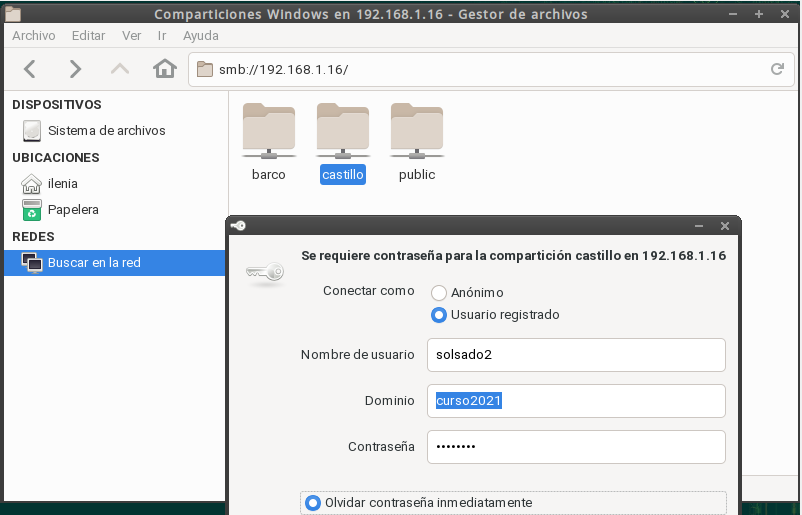 Comparticiones Windows en 192.168.1.16 - Gestor de archivos
Archivo Editar Ver Ir Ayuda
smb://192.168.1.16/
DISPOSITIVOS
Sistema de archivos
UBICACIONES
ilenia
Papelera
REDES
Buscar en la red
barco castillo public
Se requiere contraseña para la compartición castillo en 192.168.1.16
Conectar como
Anónimo
Usuario registrado
Nombre de usuario solsado2
Dominio curso2021
Contraseña ••••••••
Olvidar contraseña inmediatamente